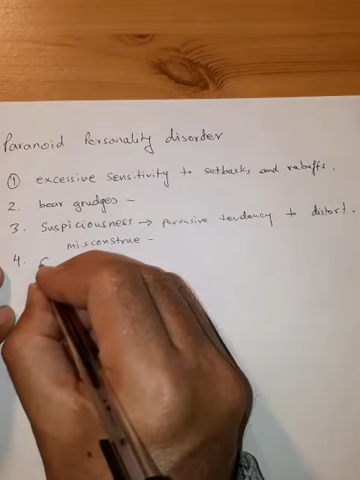 Paranoid Personality disorder
① excessive sensitivity to setbacks and rabuffs.
2. bear grudges -
3. Suspiciousness → pervasive tendency to distort.
misconstrue -
4.